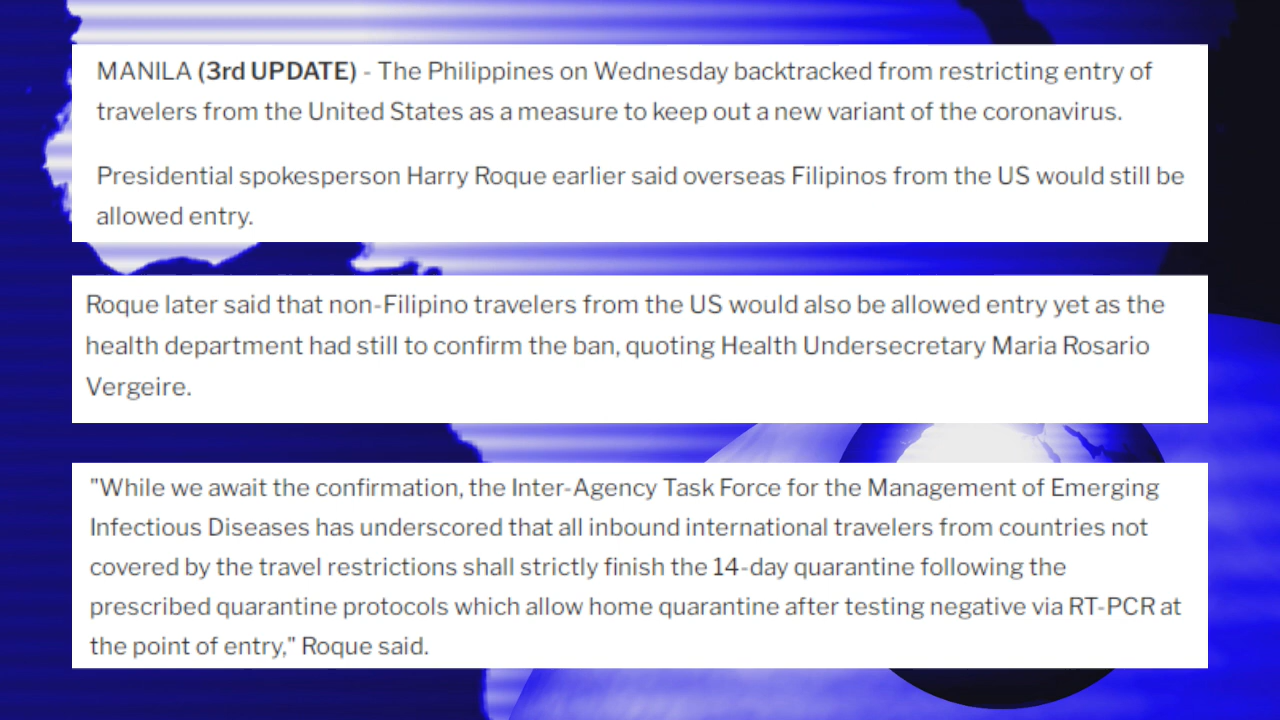 MANILA (3rd UPDATE) - The Philippines on Wednesday backtracked from restricting entry of
travelers from the United States as a measure to keep out a new variant of the coronavirus.
Presidential spokesperson Harry Roque earlier said overseas Filipinos from the US would still be
allowed entry.
Roque later said that non-Filipino travelers from the US would also be allowed entry yet as the
health department had still to confirm the ban, quoting Health Undersecretary Maria Rosario
Vergeire.
"While we await the confirmation, the Inter-Agency Task Force for the Management of Emerging
Infectious Diseases has underscored that all inbound international travelers from countries not
covered by the travel restrictions shall strictly finish the 14-day quarantine following the
prescribed quarantine protocols which allow home quarantine after testing negative via RT-PCR at
the point of entry," Roque said.